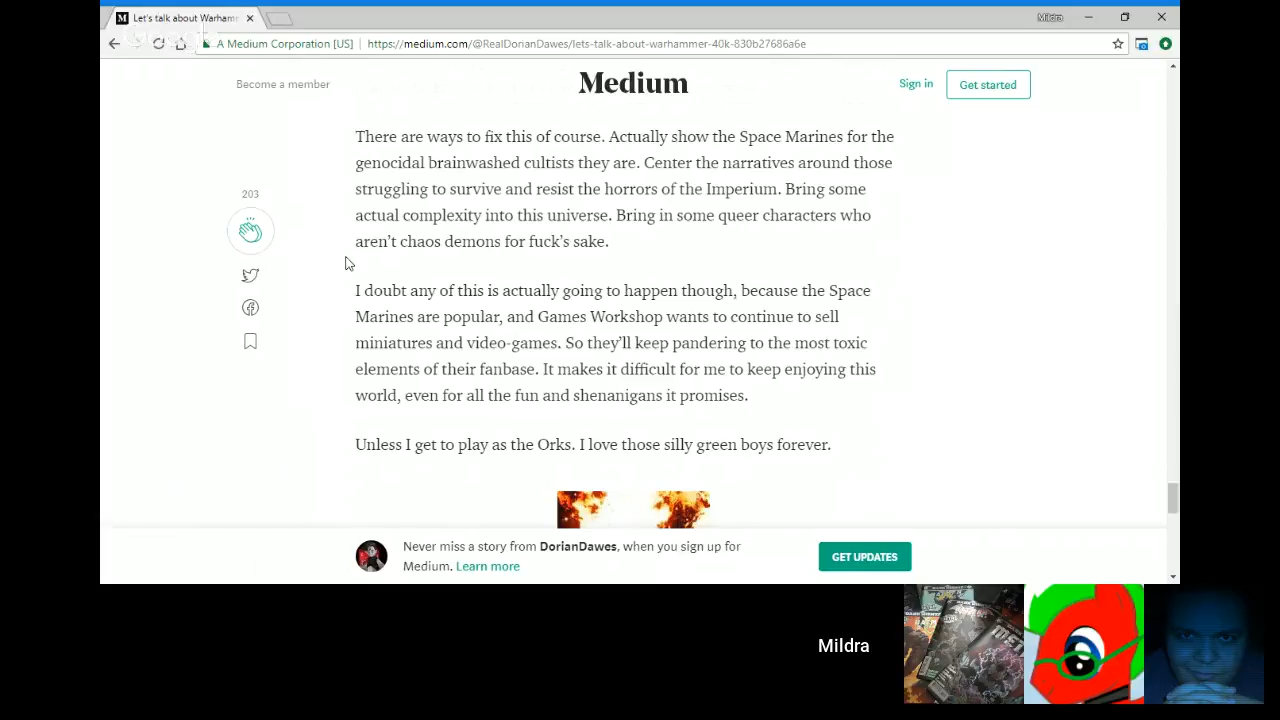 Let's talk about Warhamm
Mildra
A Medium Corporation [US]
https://medium.com/@RealDorianDawes/lets-talk-about-warhammer-40k-830b27686a6e
Become a member
Medium
Sign in
Get started
There are ways to fix this of course. Actually show the Space Marines for the
genocidal brainwashed cultists they are. Center the narratives around those
struggling to survive and resist the horrors of the Imperium. Bring some
actual complexity into this universe. Bring in some queer characters who
aren't chaos demons for fuck's sake.
203
I doubt any of this is actually going to happen though, because the Space
Marines are popular, and Games Workshop wants to continue to sell
miniatures and video-games. So they'll keep pandering to the most toxic
elements of their fanbase. It makes it difficult for me to keep enjoying this
world, even for all the fun and shenanigans it promises.
Unless I get to play as the Orks. I love those silly green boys forever.
Never miss a story from DorianDawes, when you sign up for
Medium. Learn more
GET UPDATES
Mildra